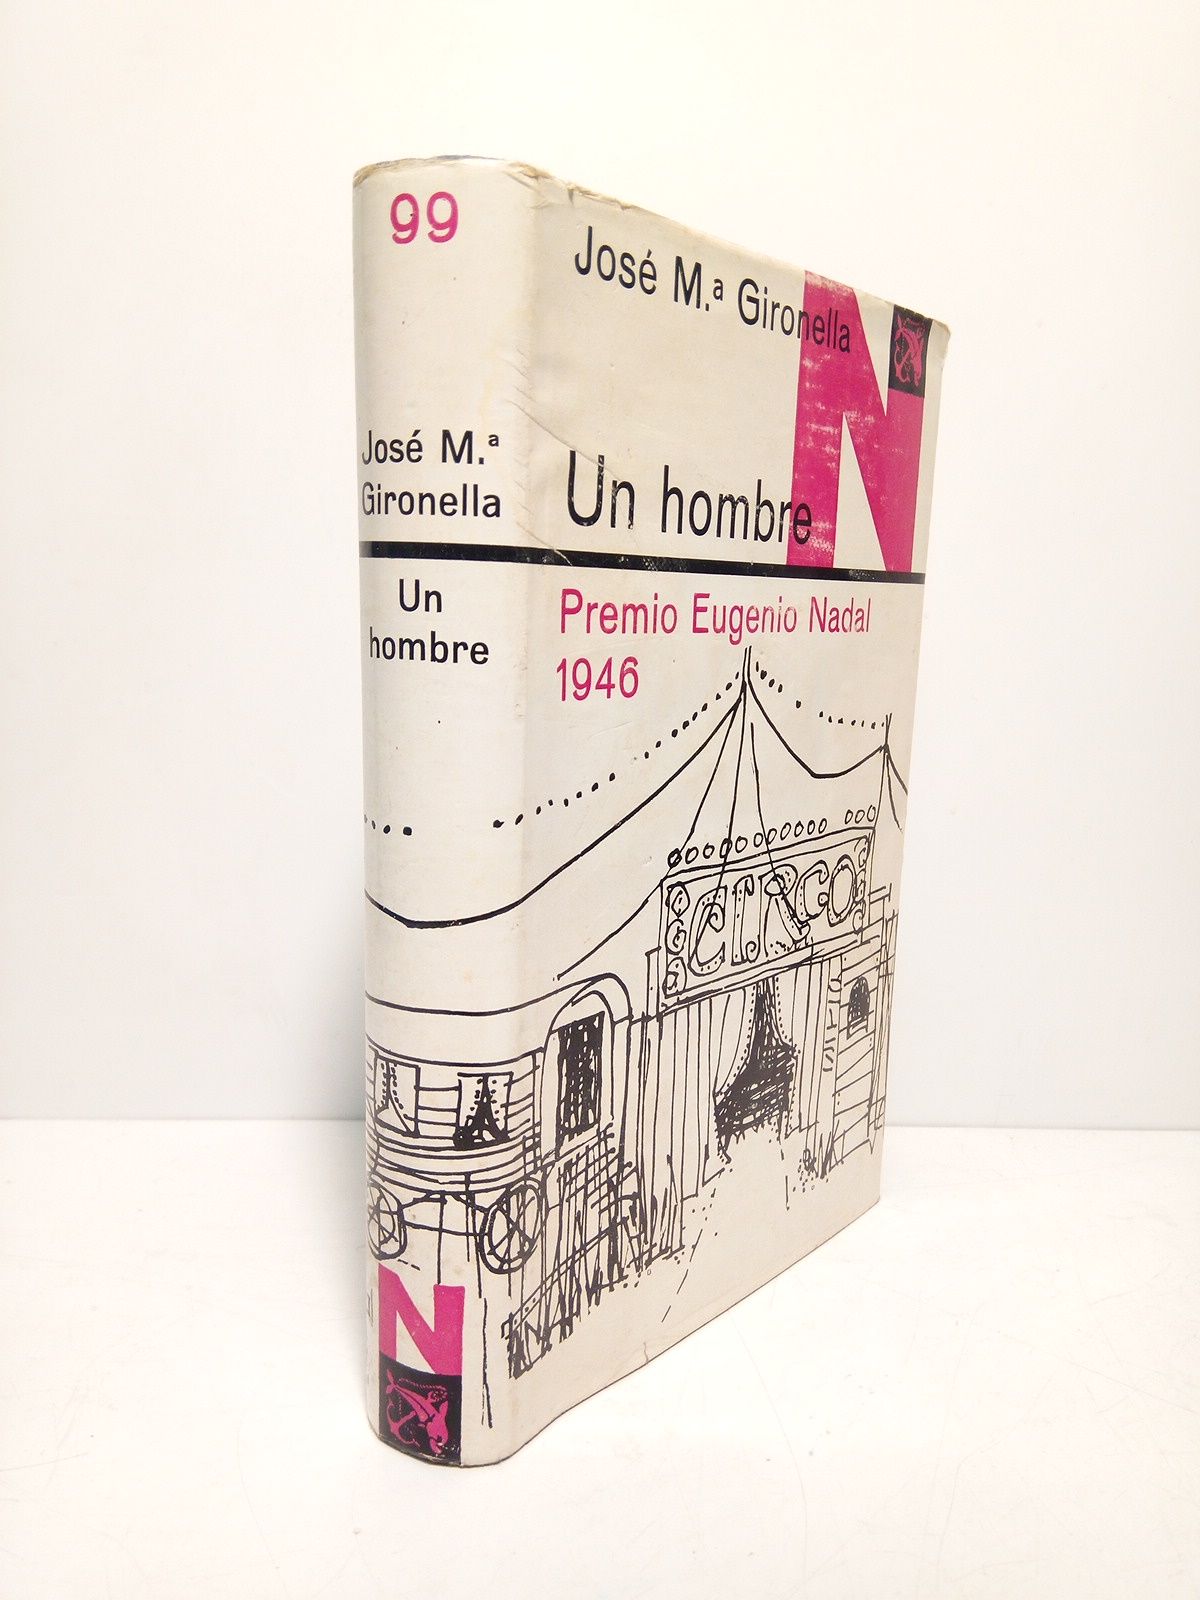 99
José M.ª
Gironella
Un
hombre
N
José M.ª Gironella
N
Un hombre
Premio Eugenio Nadal
1946
CIRCO